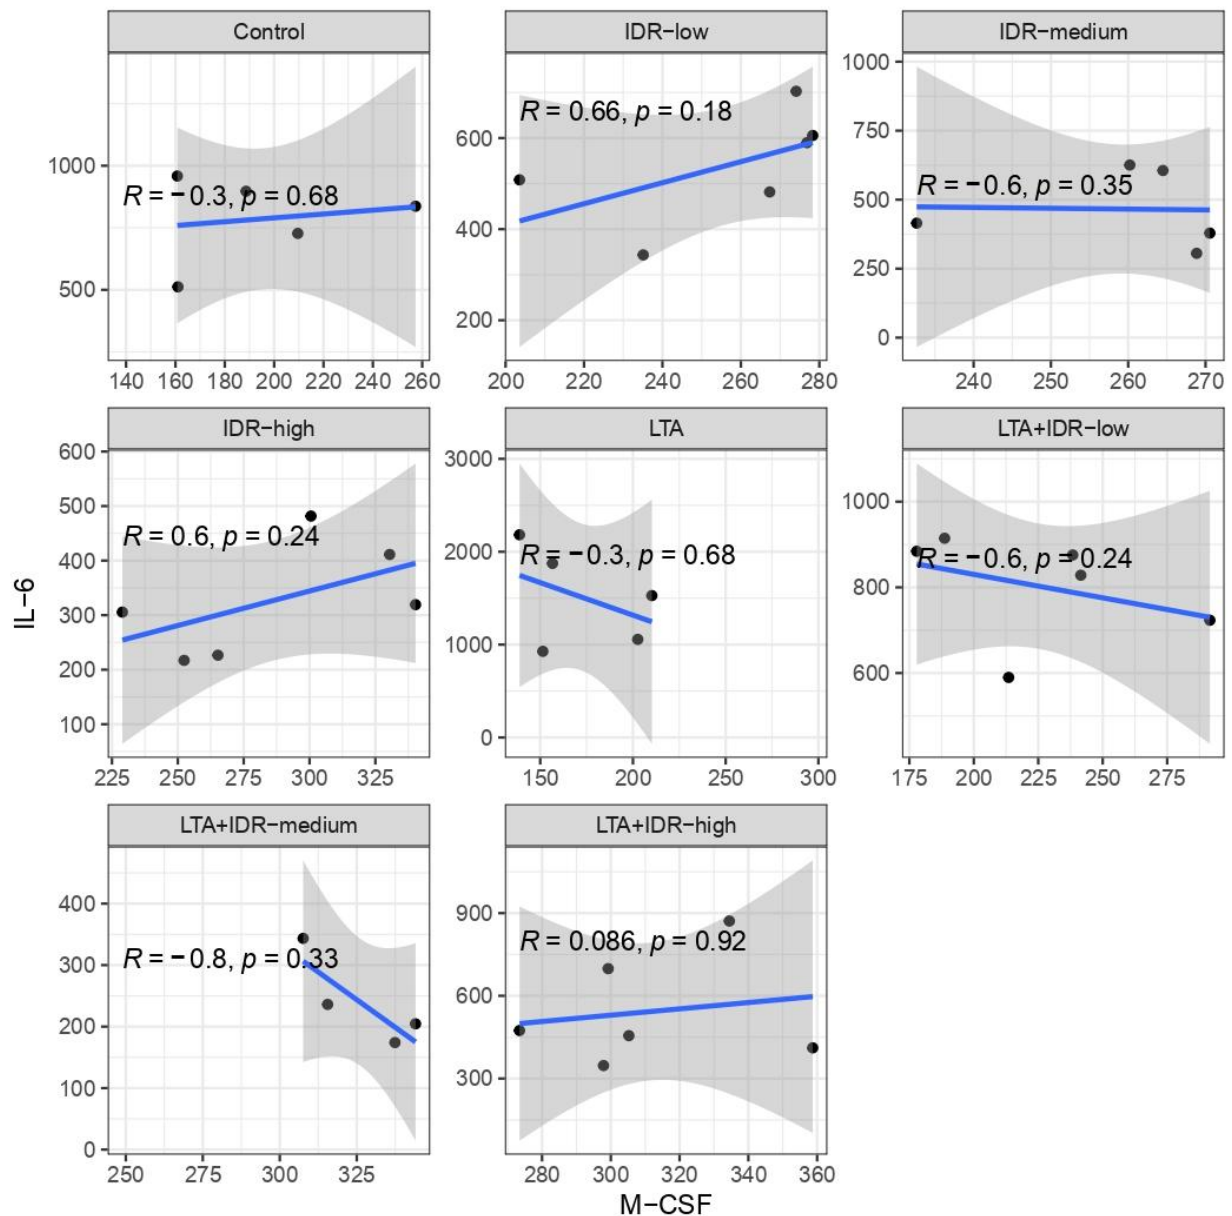 Control
IDR−low
IDR−medium
1000
500
R = −0.3, p = 0.68
140 160 180 200 220 240 260
600
400
200
R = 0.66, p = 0.18
200 220 240 260 280
1000
750
500
250
0
R = −0.6, p = 0.35
240 250 260 270
IDR−high
LTA
LTA+IDR−low
600
500
400
300
200
100
R = 0.6, p = 0.24
225 250 275 300 325
3000
2000
1000
0
R = −0.3, p = 0.68
150 200 250 300
1000
800
600
R = −0.6, p = 0.24
175 200 225 250 275
IL−6
LTA+IDR−medium
LTA+IDR−high
400
300
200
100
0
R = −0.8, p = 0.33
250 275 300 325
900
600
300
R = 0.086, p = 0.92
280 300 320 340 360
M−CSF